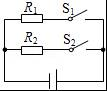 R₁ S₁
R₂ S₂